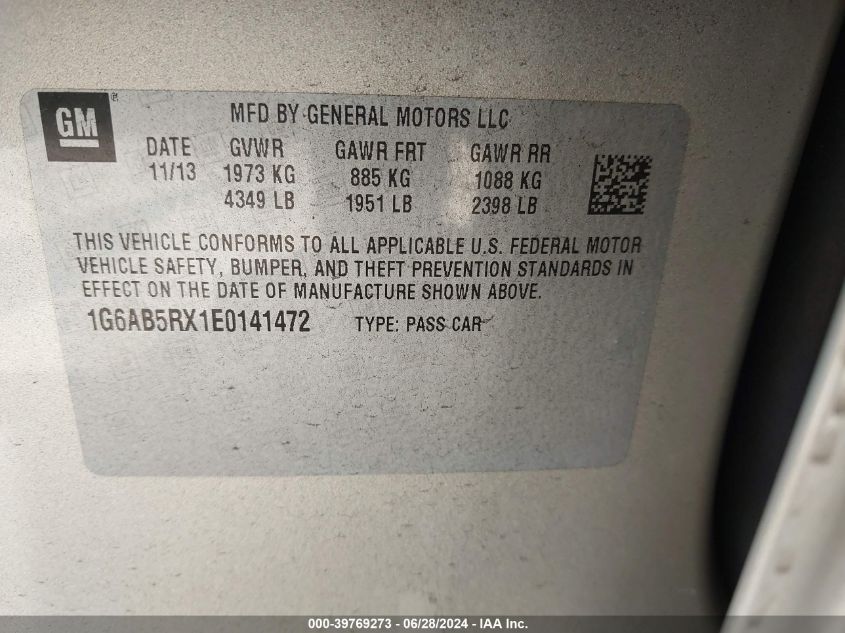 GM
MFD BY GENERAL MOTORS LLC
DATE GVWR GAWR FRT GAWR RR
11/13 1973 KG 885 KG 1088 KG
4349 LB 1951 LB 2398 LB
THIS VEHICLE CONFORMS TO ALL APPLICABLE U.S. FEDERAL MOTOR
VEHICLE SAFETY, BUMPER, AND THEFT PREVENTION STANDARDS IN
EFFECT ON THE DATE OF MANUFACTURE SHOWN ABOVE.
1G6AB5RX1E0141472 TYPE: PASS CAR
000-39769273 - 06/28/2024 - IAA Inc.